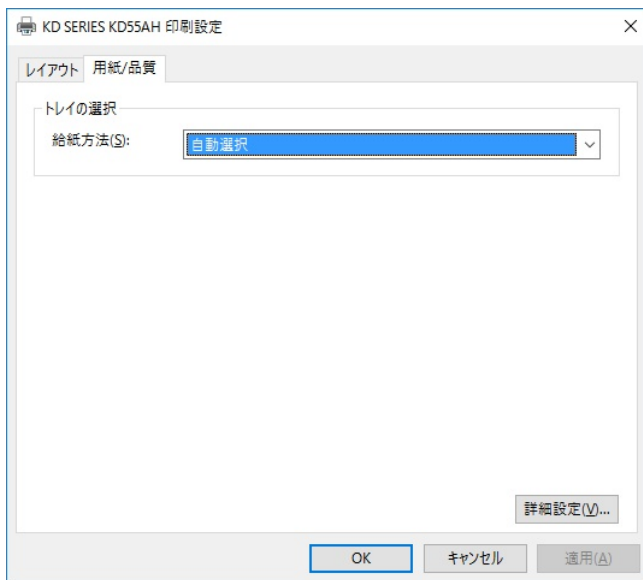 KD SERIES KD55AH 印刷設定
レイアウト 用紙/品質
トレイの選択
給紙方法(S): 自動選択
詳細設定(V)...
OK キャンセル 適用(A)